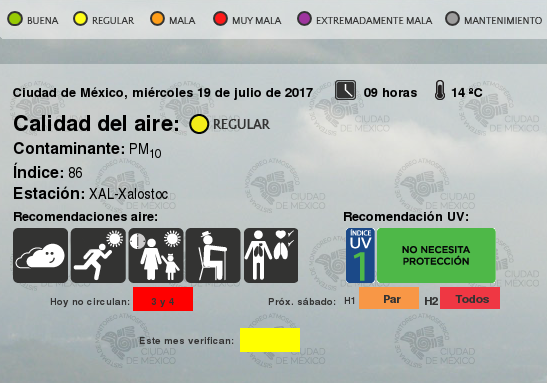 BUENA REGULAR MALA MUY MALA EXTREMADAMENTE MALA MANTENIMIENTO
Ciudad de México, miércoles 19 de julio de 2017 09 horas 14 ºC
Calidad del aire: REGULAR
Contaminante: PM10
Índice: 86
Estación: XAL-Xalostoc
Recomendaciones aire: Recomendación UV:
ÍNDICE
UV
1
NO NECESITA
PROTECCIÓN
Hoy no circulan: 3 y 4 Próx. sábado: H1 Par H2 Todos
Este mes verifican:
CIUDAD
DE MÉXICO